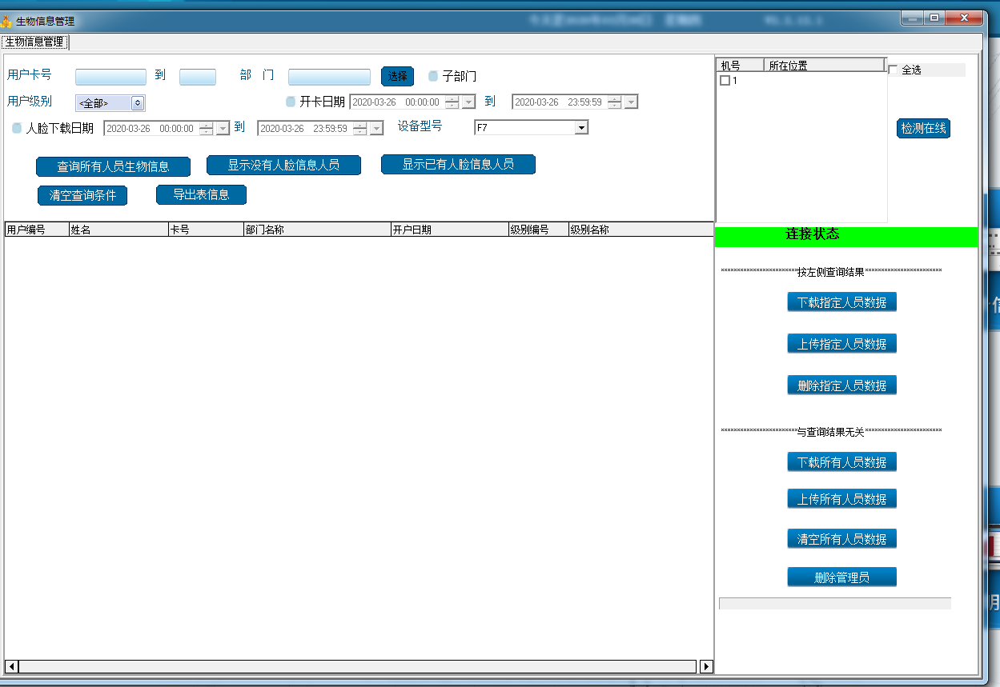 生物信息管理
生物信息管理
用户卡号 到 部 门 选择 子部门
用户级别 <全部> 开卡日期 2020-03-26 00:00:00 到 2020-03-26 23:59:59
人脸下载日期 2020-03-26 00:00:00 到 2020-03-26 23:59:59 设备型号 F7
查询所有人员生物信息 显示没有人脸信息人员 显示已有人脸信息人员
清空查询条件 导出表信息
用户编号 姓名 卡号 部门名称 开户日期 级别编号 级别名称
机号 所在位置 全选
1
检测在线
连接状态
按左侧查询结果
下载指定人员数据
上传指定人员数据
删除指定人员数据
与查询结果无关
下载所有人员数据
上传所有人员数据
清空所有人员数据
删除管理员